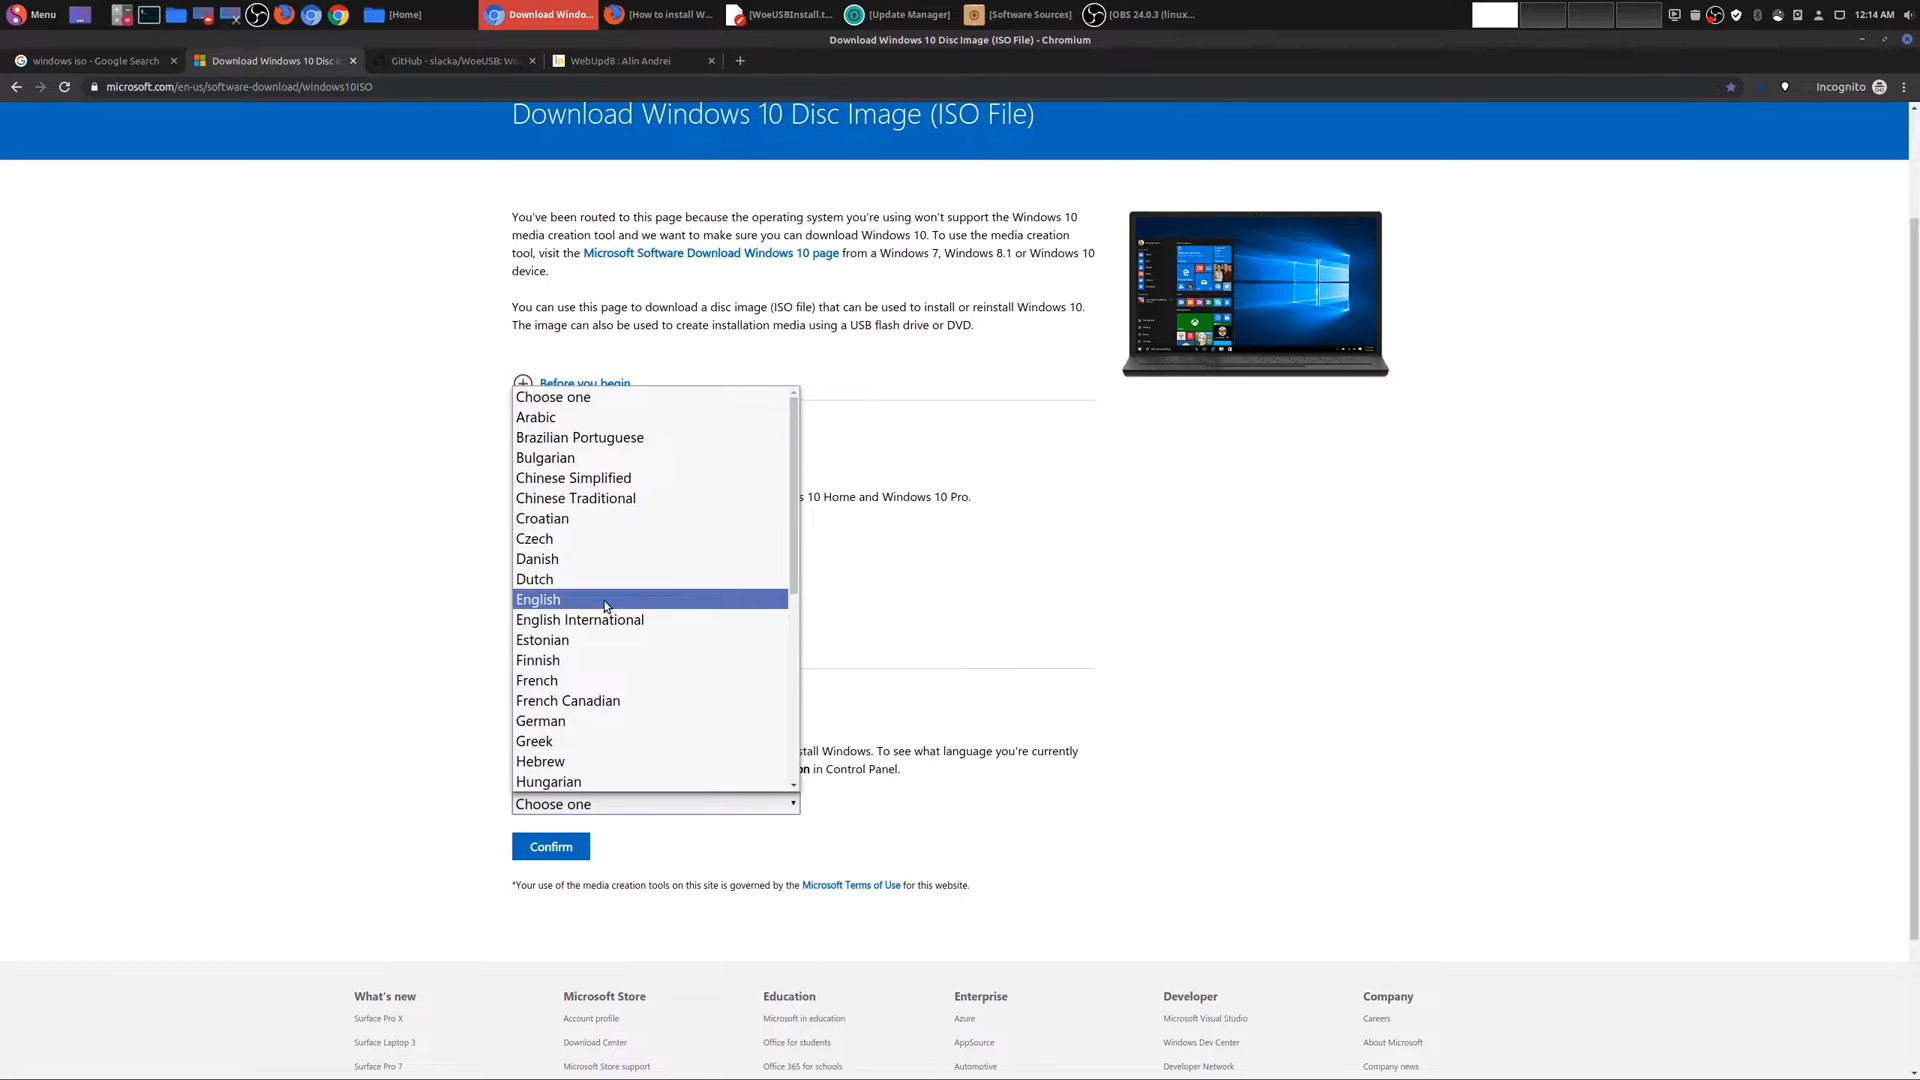 Menu
[Home]
Download Windo...
[How to install W...
[WoeUSBInstall.t...
[Update Manager]
[Software Sources]
[OBS 24.0.3 (linux...
12:14 AM
Download Windows 10 Disc Image (ISO File) - Chromium
windows iso - Google Search
Download Windows 10 Disc I
GitHub - slacka/WoeUSB: Wo
WebUpd8 : Alin Andrei
microsoft.com/en-us/software-download/windows10ISO
Incognito
Download Windows 10 Disc Image (ISO File)
You've been routed to this page because the operating system you're using won't support the Windows 10
media creation tool and we want to make sure you can download Windows 10. To use the media creation
tool, visit the Microsoft Software Download Windows 10 page from a Windows 7, Windows 8.1 or Windows 10
device.
You can use this page to download a disc image (ISO file) that can be used to install or reinstall Windows 10.
The image can also be used to create installation media using a USB flash drive or DVD.
Before you begin
Choose one
Arabic
Brazilian Portuguese
Bulgarian
Chinese Simplified
Chinese Traditional
s 10 Home and Windows 10 Pro.
Croatian
Czech
Danish
Dutch
English
English International
Estonian
Finnish
French
French Canadian
German
Greek
stall Windows. To see what language you're currently
Hebrew
on in Control Panel.
Hungarian
Choose one
Confirm
*Your use of the media creation tools on this site is governed by the Microsoft Terms of Use for this website.
What's new
Microsoft Store
Education
Enterprise
Developer
Company
Surface Pro X
Account profile
Microsoft in education
Azure
Microsoft Visual Studio
Careers
Surface Laptop 3
Download Center
Office for students
AppSource
Windows Dev Center
About Microsoft
Surface Pro 7
Microsoft Store support
Office 365 for schools
Automotive
Developer Network
Company news